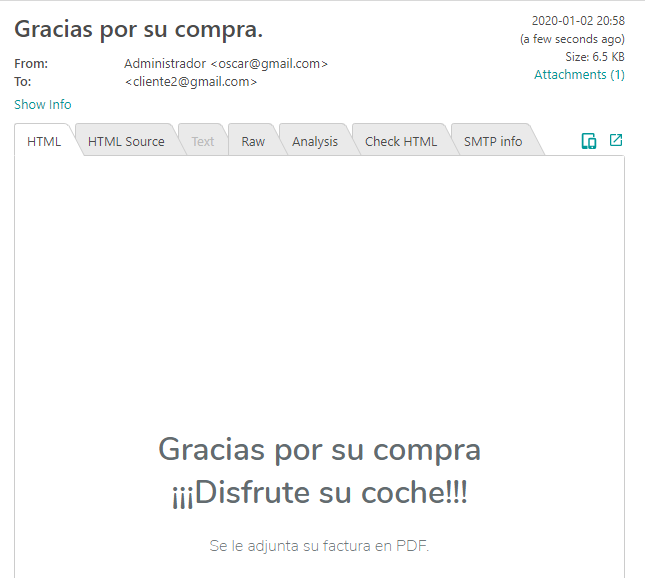 Gracias por su compra.
2020-01-02 20:58
(a few seconds ago)
Size: 6.5 KB
Attachments (1)
From: Administrador <oscar@gmail.com>
To: <cliente2@gmail.com>
Show Info
HTML HTML Source Text Raw Analysis Check HTML SMTP info
Gracias por su compra
¡¡¡Disfrute su coche!!!
Se le adjunta su factura en PDF.